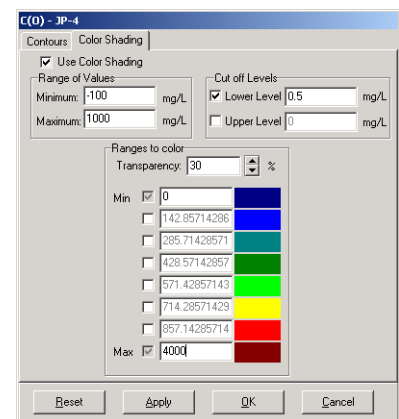 C(O) - JP-4
Contours Color Shading
Use Color Shading
Range of Values
Minimum: -100 mg/L
Maximum: 1000 mg/L
Cut off Levels
Lower Level 0.5 mg/L
Upper Level 0 mg/L
Ranges to color
Transparency: 30 %
Min 0
142.85714286
285.71428571
428.57142857
571.42857143
714.28571429
857.14285714
Max 4000
Reset Apply OK Cancel